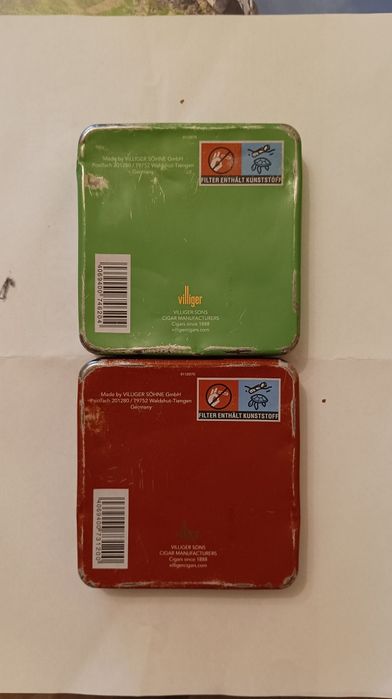 Made by VILLIGER SÖHNE GmbH
Postfach 201280 / 79752 Waldshut-Tiengen
Germany
FILTER ENTHÄLT KUNSTSTOFF
villiger
VILLIGER SONS
CIGAR MANUFACTURERS
Cigars since 1888
villigercigars.com
Made by VILLIGER SÖHNE GmbH
Postfach 201280 / 79752 Waldshut-Tiengen
Germany
FILTER ENTHÄLT KUNSTSTOFF
VILLIGER SONS
CIGAR MANUFACTURERS
Cigars since 1888
villigercigars.com